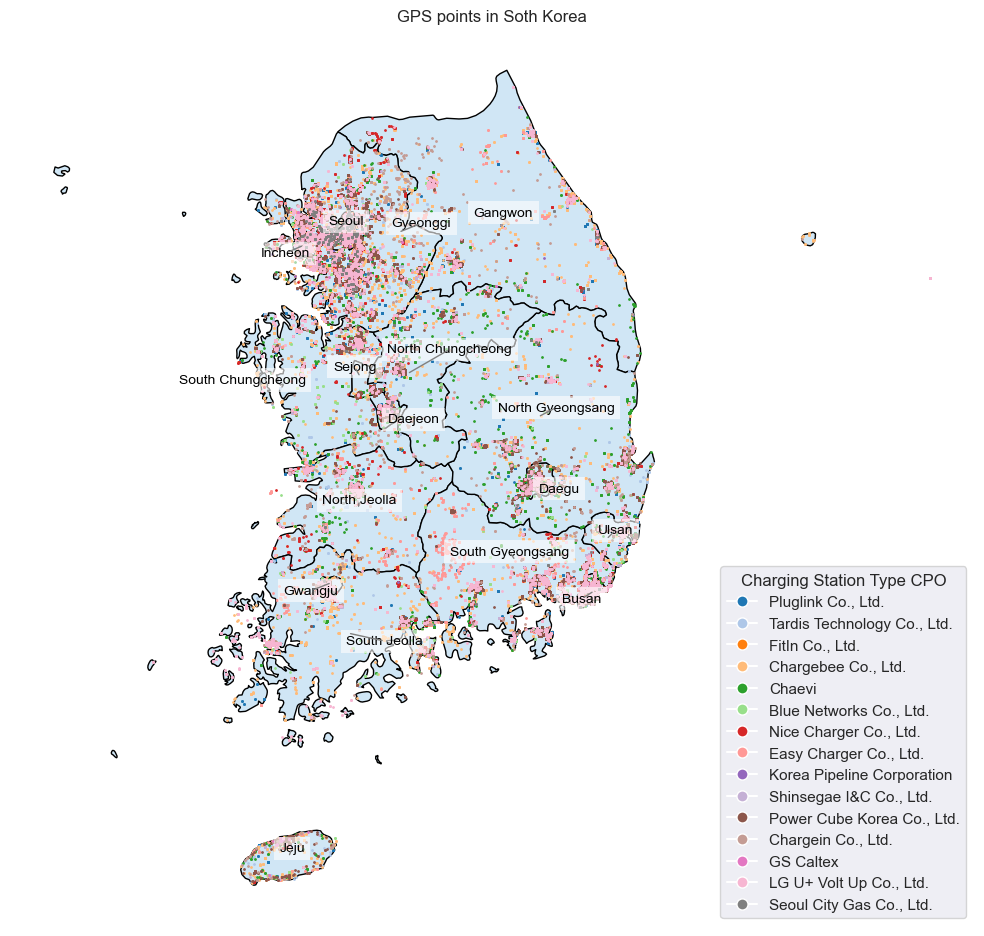 GPS points in Soth Korea
Gangwon
Seoul
Gyeonggi
Incheon
North Chungcheong
Sejong
South Chungcheong
North Gyeongsang
Daejeon
Daegu
North Jeolla
Ulsan
South Gyeongsang
Gwangju
Busan
South Jeolla
Jeju
Charging Station Type CPO
Pluglink Co., Ltd.
Tardis Technology Co., Ltd.
FitIn Co., Ltd.
Chargebee Co., Ltd.
Chaevi
Blue Networks Co., Ltd.
Nice Charger Co., Ltd.
Easy Charger Co., Ltd.
Korea Pipeline Corporation
Shinsegae I&C Co., Ltd.
Power Cube Korea Co., Ltd.
Chargein Co., Ltd.
GS Caltex
LG U+ Volt Up Co., Ltd.
Seoul City Gas Co., Ltd.